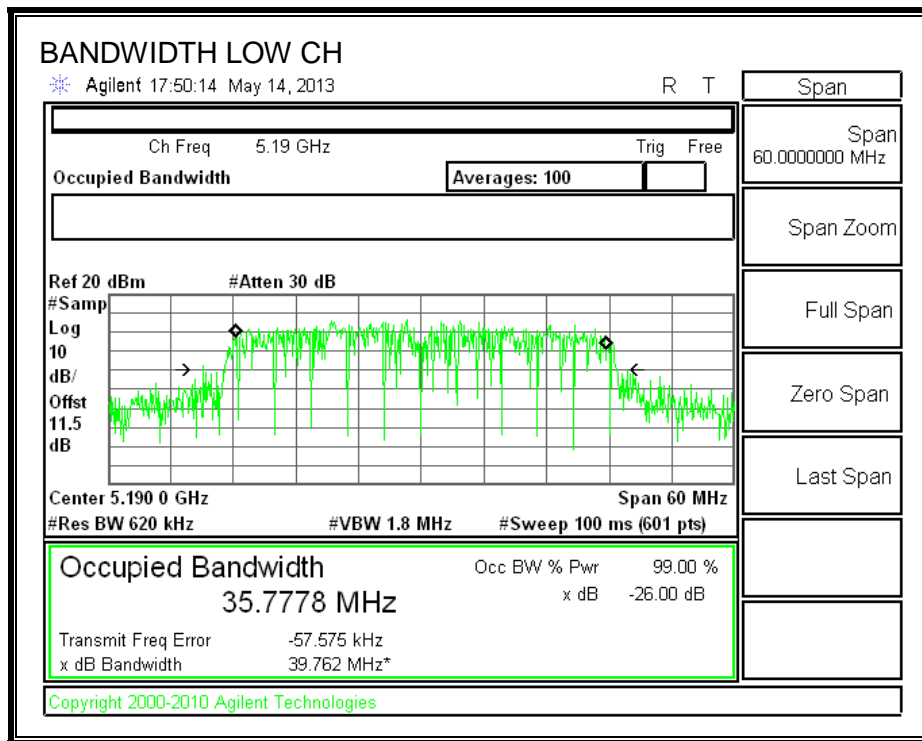 BANDWIDTH LOW CH
Agilent 17:50:14 May 14, 2013 R T
Span
Ch Freq 5.19 GHz Trig Free
Span
60.0000000 MHz
Occupied Bandwidth Averages: 100
Span Zoom
Ref 20 dBm #Atten 30 dB
#Samp
Log
10
dB/
Offst
11.5
dB
Full Span
Zero Span
Last Span
Center 5.190 0 GHz Span 60 MHz
#Res BW 620 kHz #VBW 1.8 MHz #Sweep 100 ms (601 pts)
Occupied Bandwidth Occ BW % Pwr 99.00 %
35.7778 MHz x dB -26.00 dB
Transmit Freq Error -57.575 kHz
x dB Bandwidth 39.762 MHz*
Copyright 2000-2010 Agilent Technologies